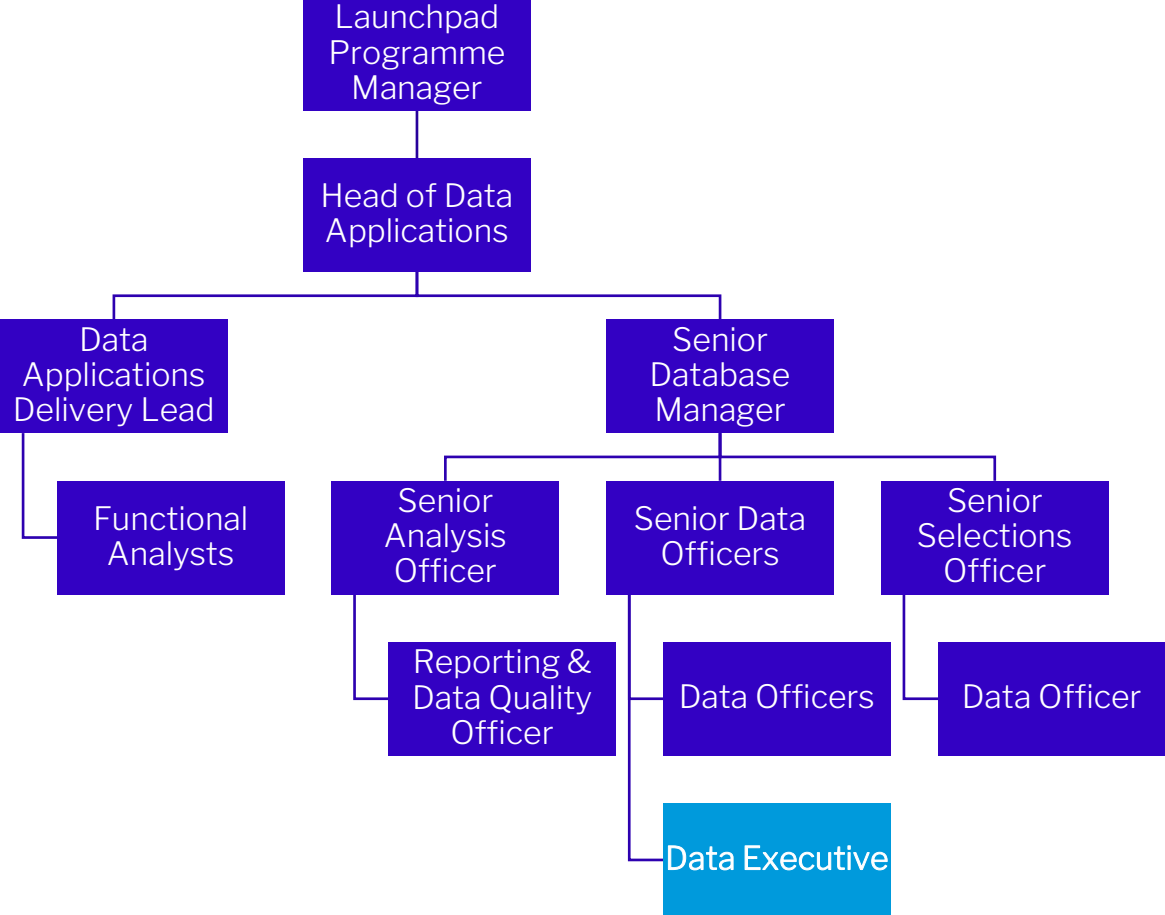 Launchpad
Programme
Manager
Head of Data
Applications
Data
Applications
Delivery Lead
Senior
Database
Manager
Functional
Analysts
Senior
Analysis
Officer
Senior Data
Officers
Senior
Selections
Officer
Reporting &
Data Quality
Officer
Data Officers
Data Officer
Data Executive